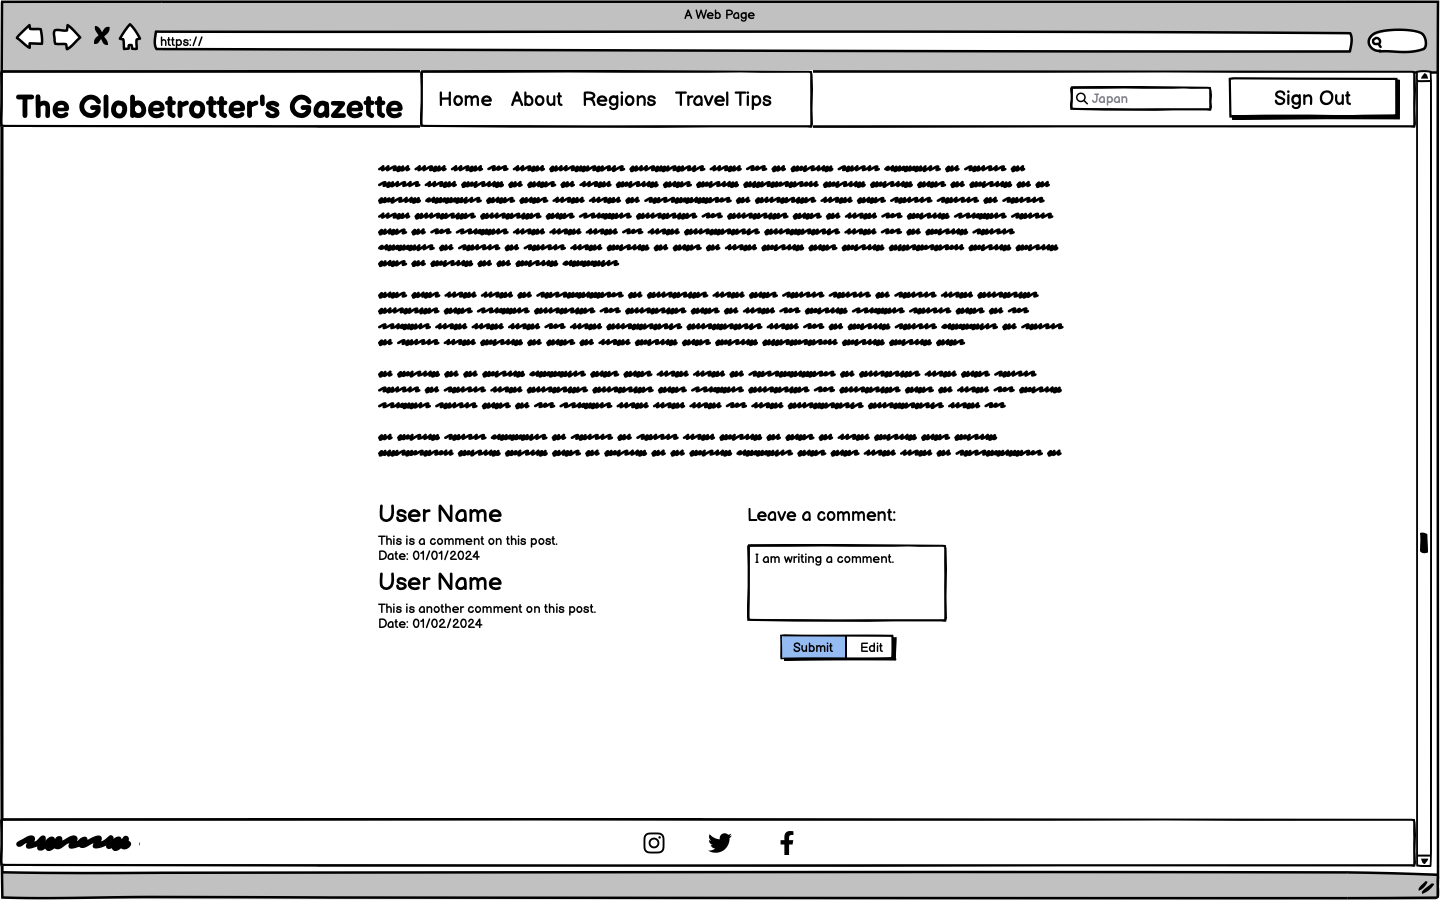 A Web Page
https://
The Globetrotter's Gazette
Home About Regions Travel Tips
Japan
Sign Out
User Name
This is a comment on this post.
Date: 01/01/2024
User Name
This is another comment on this post.
Date: 01/02/2024
Leave a comment:
I am writing a comment.
Submit Edit